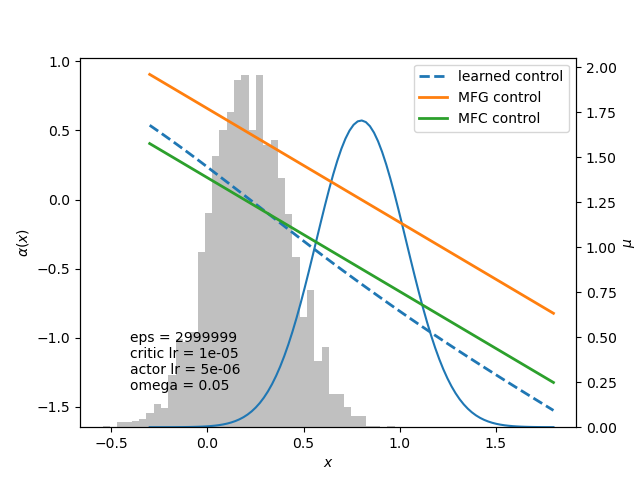 learned control
MFG control
MFC control
1.0
0.5
0.0
−0.5
−1.0
−1.5
α(x)
eps = 2999999
critic lr = 1e-05
actor lr = 5e-06
omega = 0.05
2.00
1.75
1.50
1.25
1.00
0.75
0.50
0.25
0.00
μ
−0.5
0.0
0.5
1.0
1.5
x